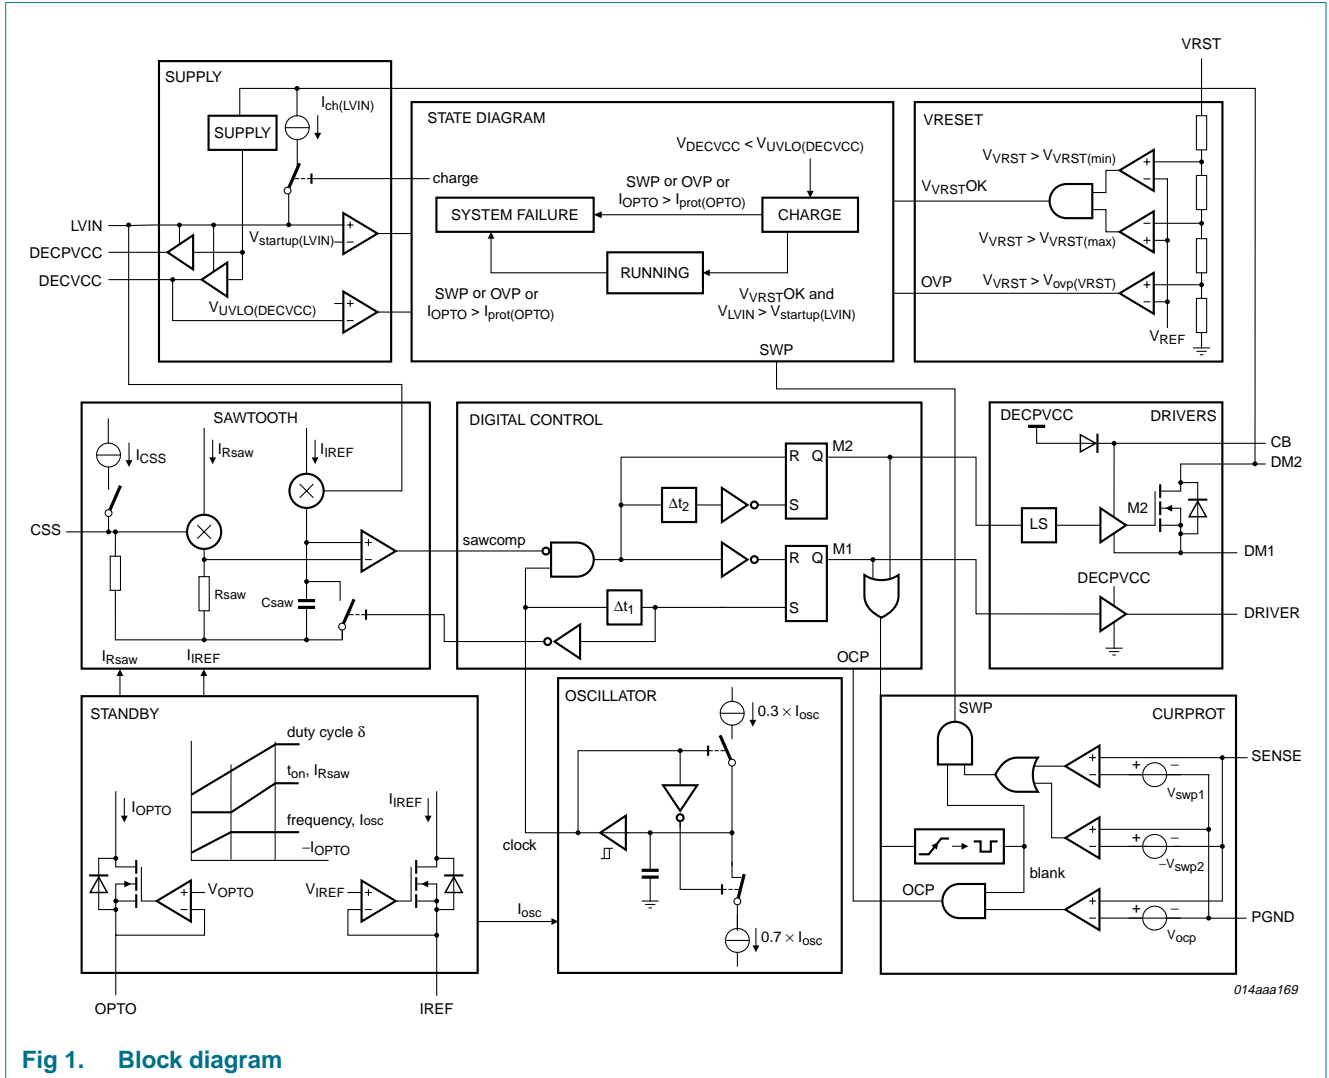 VRST
SUPPLY
Ich(LVIN)
SUPPLY
charge
LVIN
Vstartup(LVIN)
DECPVCC
DECVCC
VUVLO(DECVCC)
STATE DIAGRAM
VDECVCC < VUVLO(DECVCC)
SWP or OVP or
IOPTO > Iprot(OPTO)
SYSTEM FAILURE
CHARGE
RUNNING
SWP or OVP or
IOPTO > Iprot(OPTO)
VVRSTOK and
VLVIN > Vstartup(LVIN)
SWP
VRESET
VVRST > VVRST(min)
VVRSTOK
VVRST > VVRST(max)
OVP
VVRST > Vovp(VRST)
VREF
SAWTOOTH
ICSS
IRsaw
IIREF
CSS
Rsaw
Csaw
IRsaw
IIREF
DIGITAL CONTROL
sawcomp
R Q
M2
S
Δt2
R Q
M1
S
Δt1
OCP
DECPVCC
DRIVERS
CB
DM2
M2
LS
DM1
DECPVCC
DRIVER
STANDBY
duty cycle δ
ton, IRsaw
frequency, Iosc
–IOPTO
IOPTO
IIREF
VOPTO
VIREF
OPTO
IREF
Iosc
OSCILLATOR
0.3 × Iosc
clock
0.7 × Iosc
SWP
CURPROT
SENSE
Vswp1
–Vswp2
blank
OCP
Vocp
PGND
014aaa169
Fig 1. Block diagram